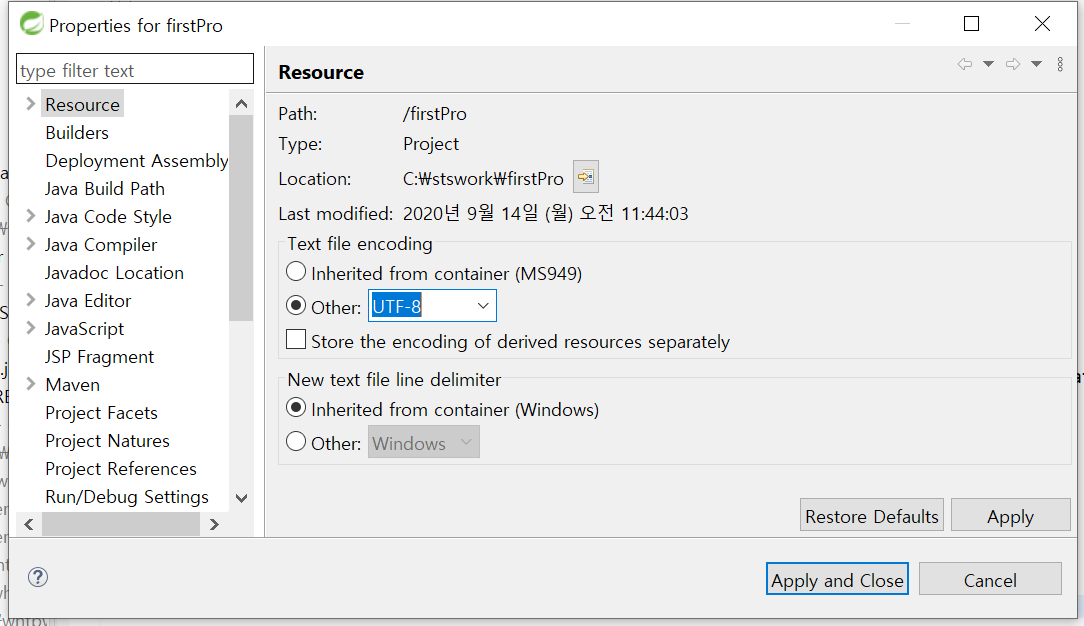 Properties for firstPro
type filter text
Resource
Builders
Deployment Assembly
Java Build Path
Java Code Style
Java Compiler
Javadoc Location
Java Editor
JavaScript
JSP Fragment
Maven
Project Facets
Project Natures
Project References
Run/Debug Settings
Resource
Path: /firstPro
Type: Project
Location: C:₩stswork₩firstPro
Last modified: 2020년 9월 14일 (월) 오전 11:44:03
Text file encoding
Inherited from container (MS949)
Other: UTF-8
Store the encoding of derived resources separately
New text file line delimiter
Inherited from container (Windows)
Other: Windows
Restore Defaults Apply
? Apply and Close Cancel